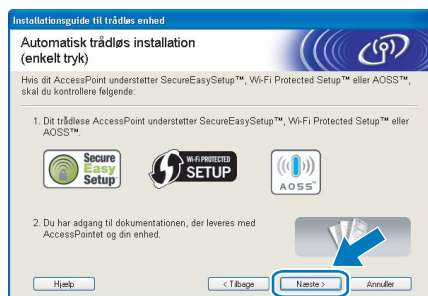 Installationsguide til trådløs enhed
Automatisk trådløs installation
(enkelt tryk)
Hvis dit AccessPoint understøtter SecureEasySetup™, Wi-Fi Protected Setup™ eller AOSS™,
skal du kontrollere følgende:
1. Dit trådløse AccessPoint understøtter SecureEasySetup™, Wi-Fi Protected Setup™ eller
AOSS™.
Secure
Easy
Setup
WI-FI PROTECTED
SETUP
AOSS™
2. Du har adgang til dokumentationen, der leveres med
AccessPointet og din enhed.
Hjælp
< Tilbage
Næste >
Annuller